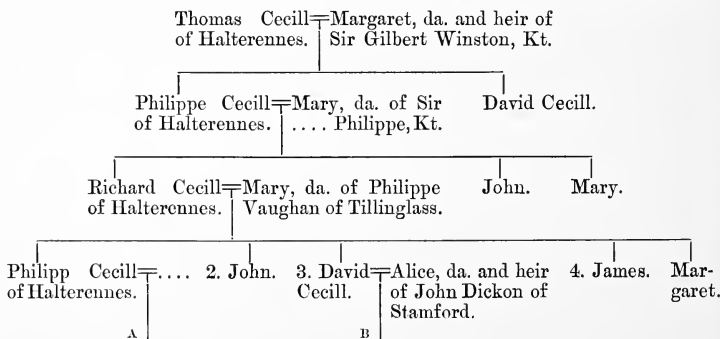 Thomas Cecill=Margaret, da. and heir of
of Halterennes. Sir Gilbert Winston, Kt.
Philippe Cecill=Mary, da. of Sir David Cecill.
of Halterennes. .... Philippe, Kt.
Richard Cecill=Mary, da. of Philippe John. Mary.
of Halterennes. Vaughan of Tillinglass.
Philipp Cecill=.... 2. John. 3. David=Alice, da. and heir 4. James. Mar-
of Halterennes. Cecill. of John Dickon of garet.
Stamford.
A B